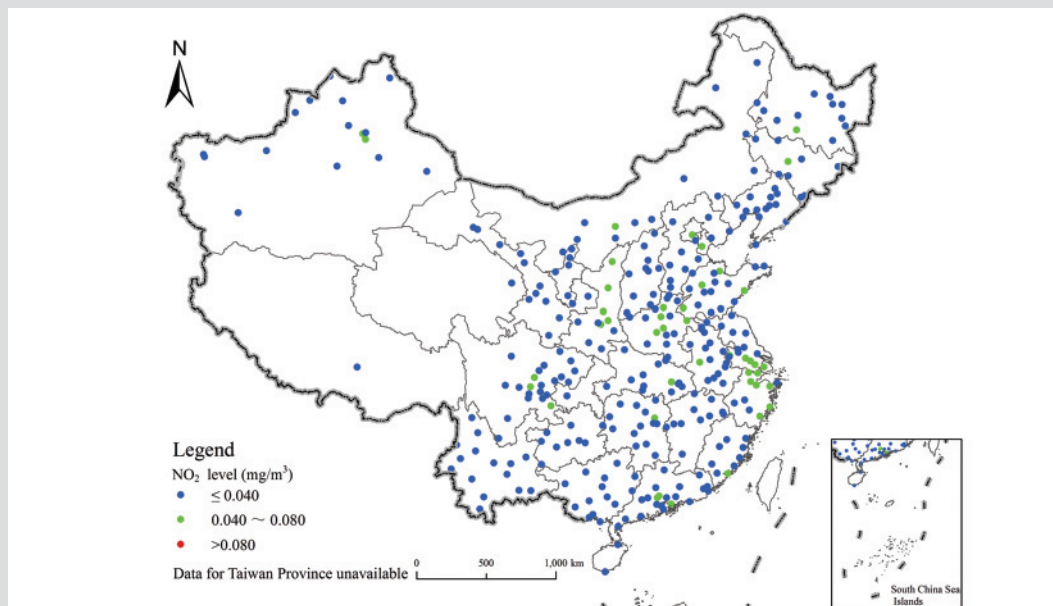 N
Legend
NO₂ level (mg/m³)
≤ 0.040
0.040 ～ 0.080
>0.080
Data for Taiwan Province unavailable
0 500 1,000 km
South China Sea
Islands